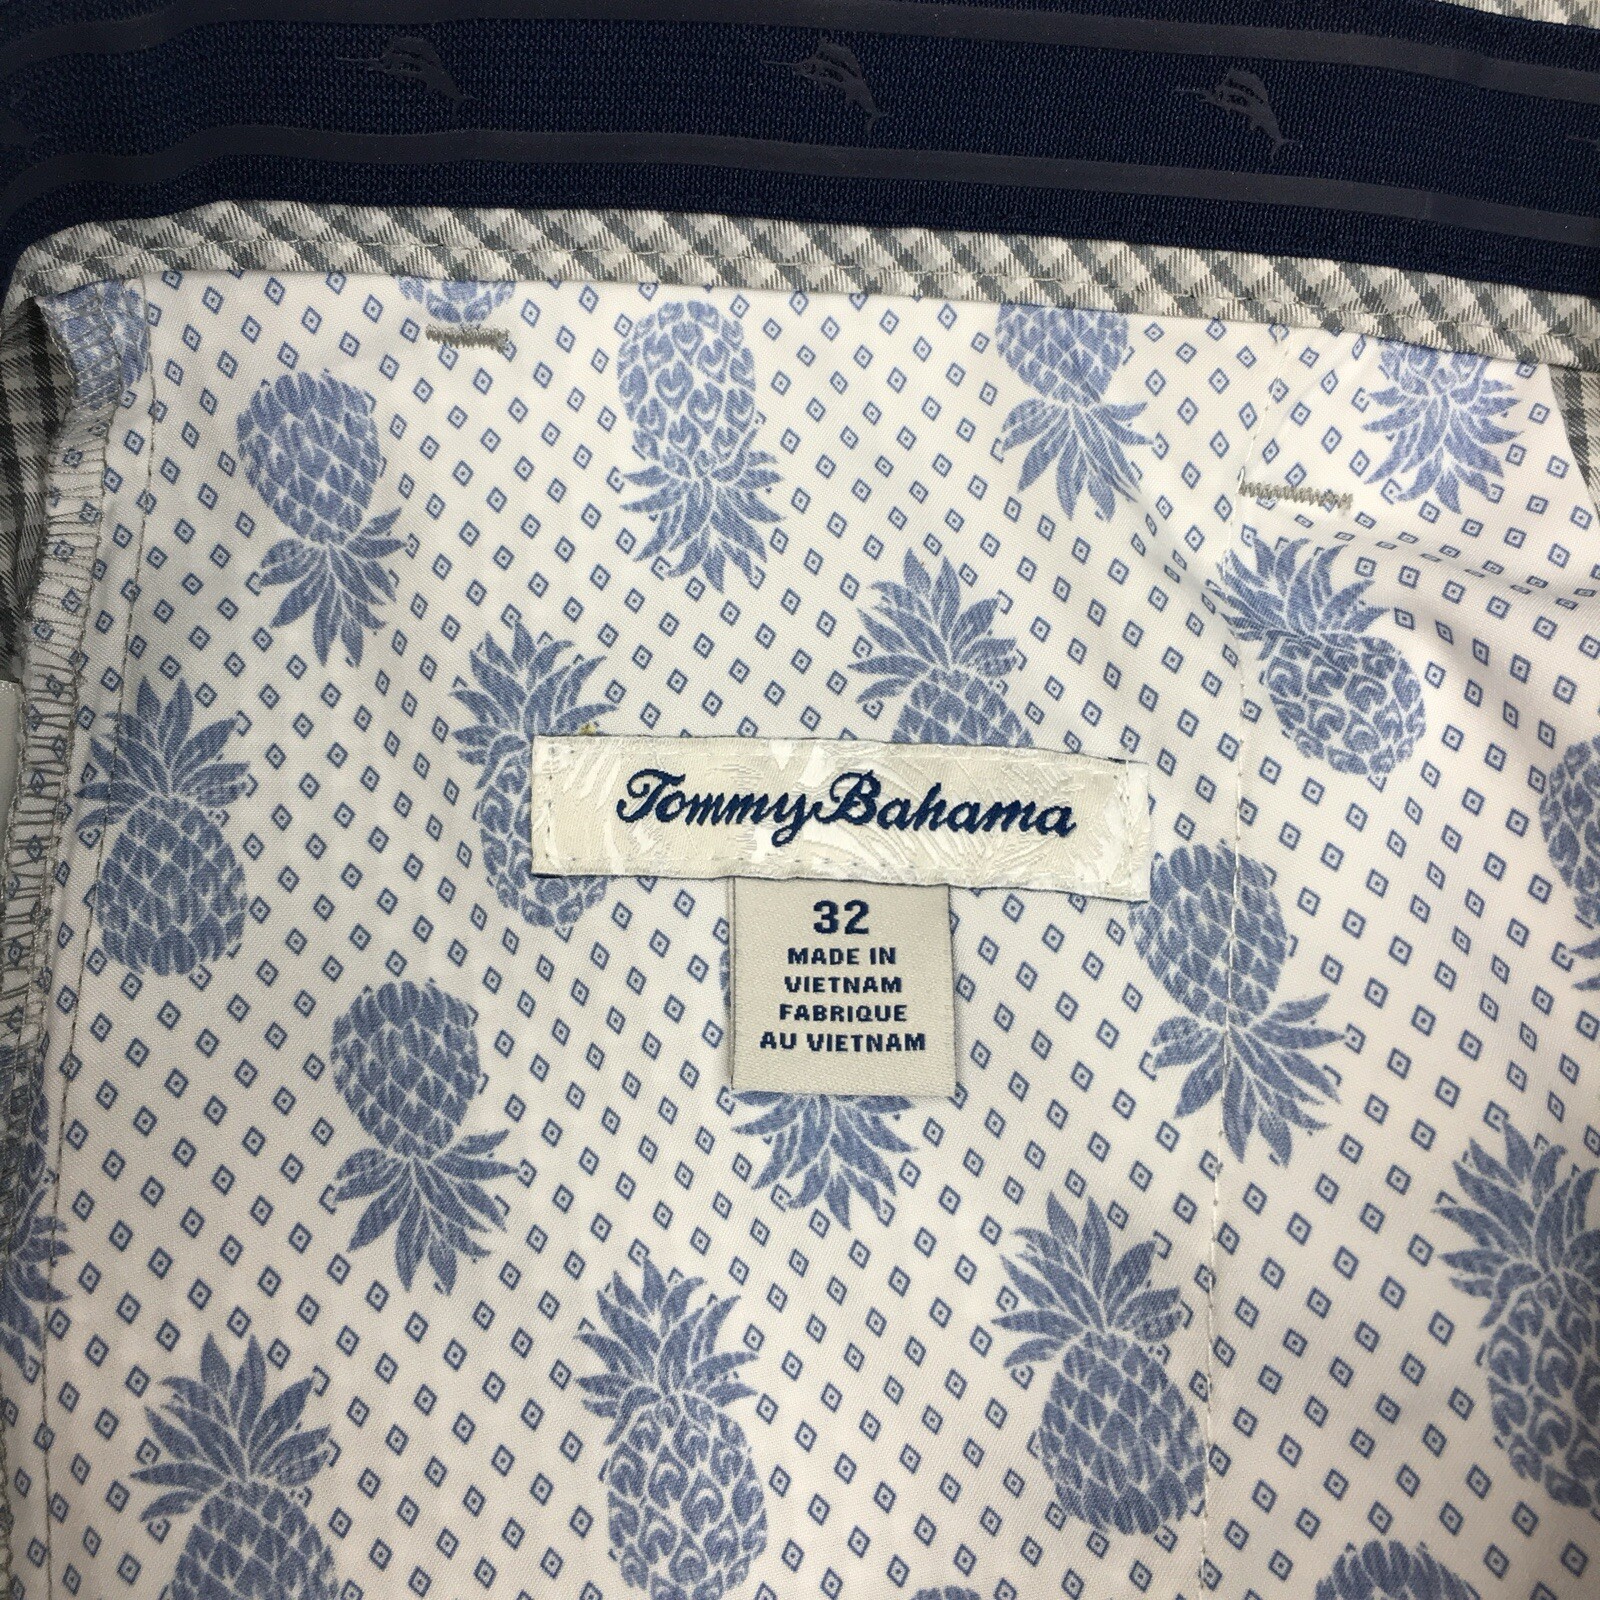 Tommy Bahama
32
MADE IN
VIETNAM
FABRIQUE
AU VIETNAM